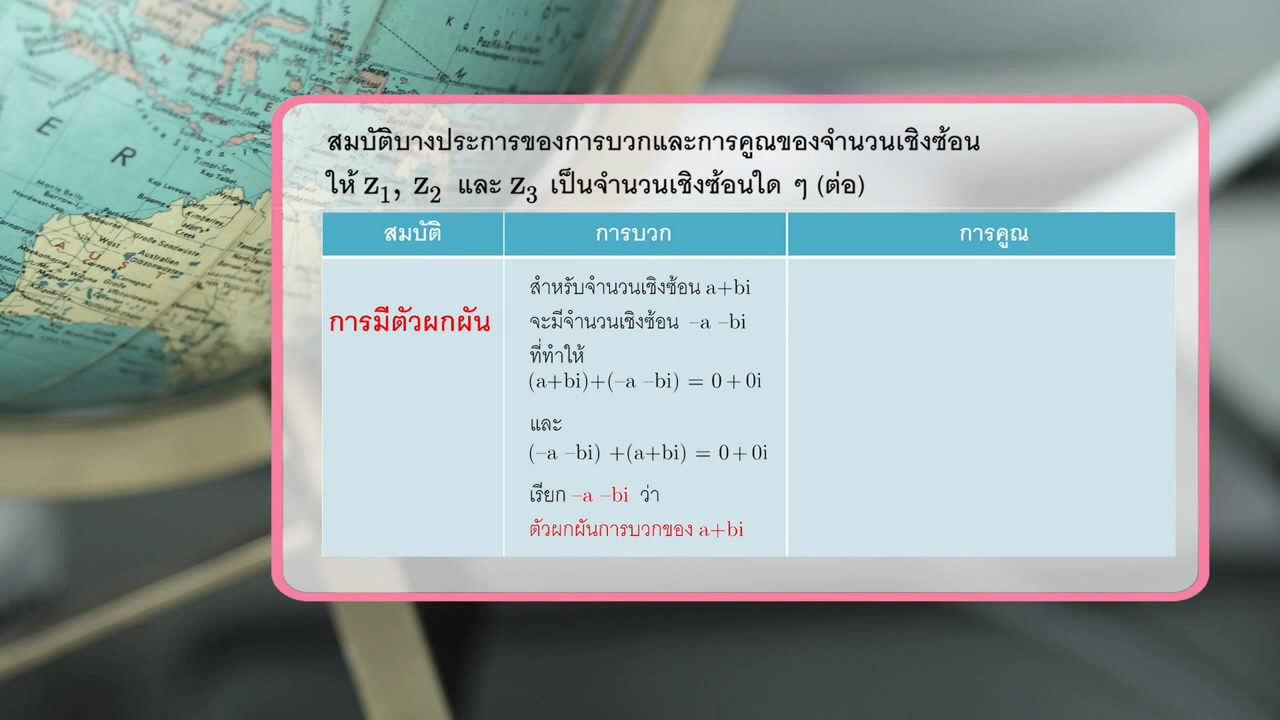 สมบัติบางประการของการบวกและการคูณของจำนวนเชิงซ้อน
ให้ z₁, z₂ และ z₃ เป็นจำนวนเชิงซ้อนใด ๆ (ต่อ)
สมบัติ การบวก การคูณ
การมีตัวผกผัน
สำหรับจำนวนเชิงซ้อน a+bi
จะมีจำนวนเชิงซ้อน –a –bi
ที่ทำให้
(a+bi)+(–a –bi) = 0+0i
และ
(–a –bi) +(a+bi) = 0+0i
เรียก –a –bi ว่า
ตัวผกผันการบวกของ a+bi